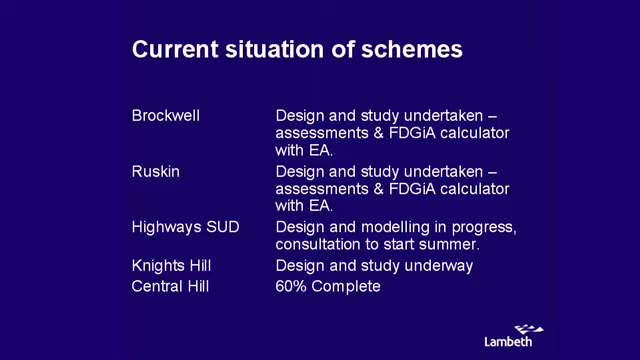 Current situation of schemes
Brockwell Design and study undertaken –
assessments & FDGiA calculator
with EA.
Ruskin Design and study undertaken –
assessments & FDGiA calculator
with EA.
Highways SUD Design and modelling in progress,
consultation to start summer.
Knights Hill Design and study underway
Central Hill 60% Complete
Lambeth